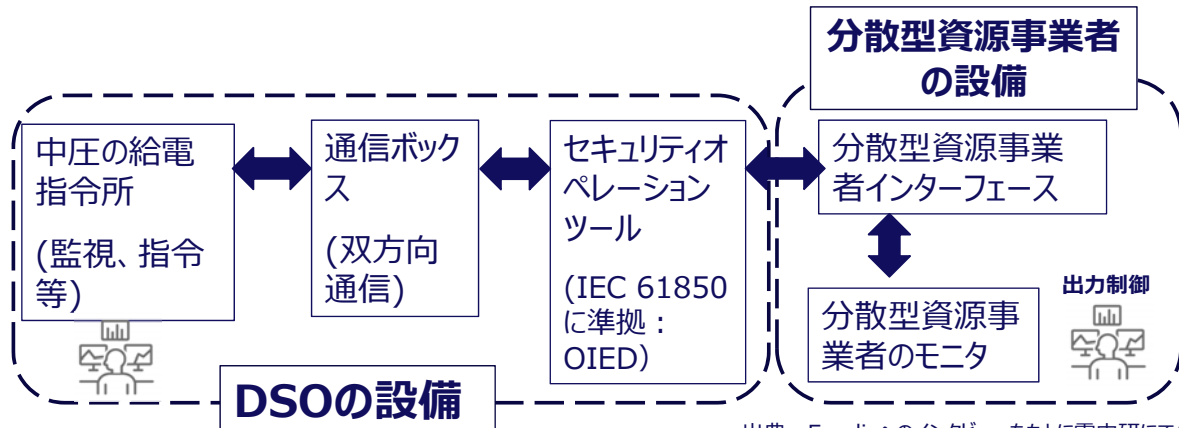 分散型資源事業者
の設備
中圧の給電
指令所
(監視、指令
等)
通信ボック
ス
(双方向
通信)
セキュリティオ
ペレーション
ツール
(IEC 61850
に準拠：
OIED）
分散型資源事業
者インターフェース
分散型資源事
業者のモニタ
出力制御
DSOの設備